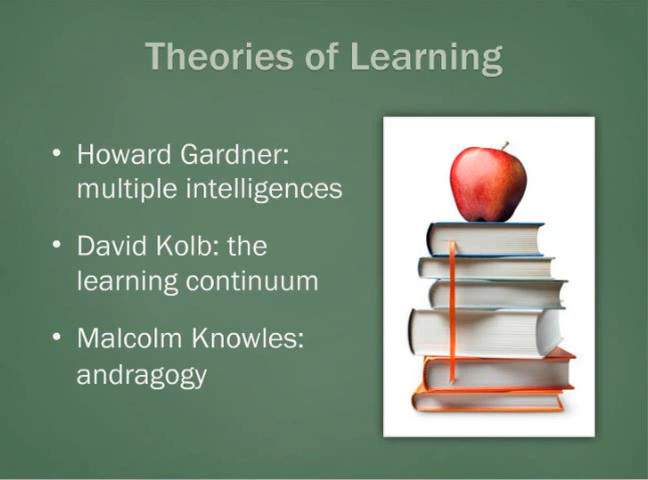 Theories of Learning
• Howard Gardner:
multiple intelligences
• David Kolb: the
learning continuum
• Malcolm Knowles:
andragogy